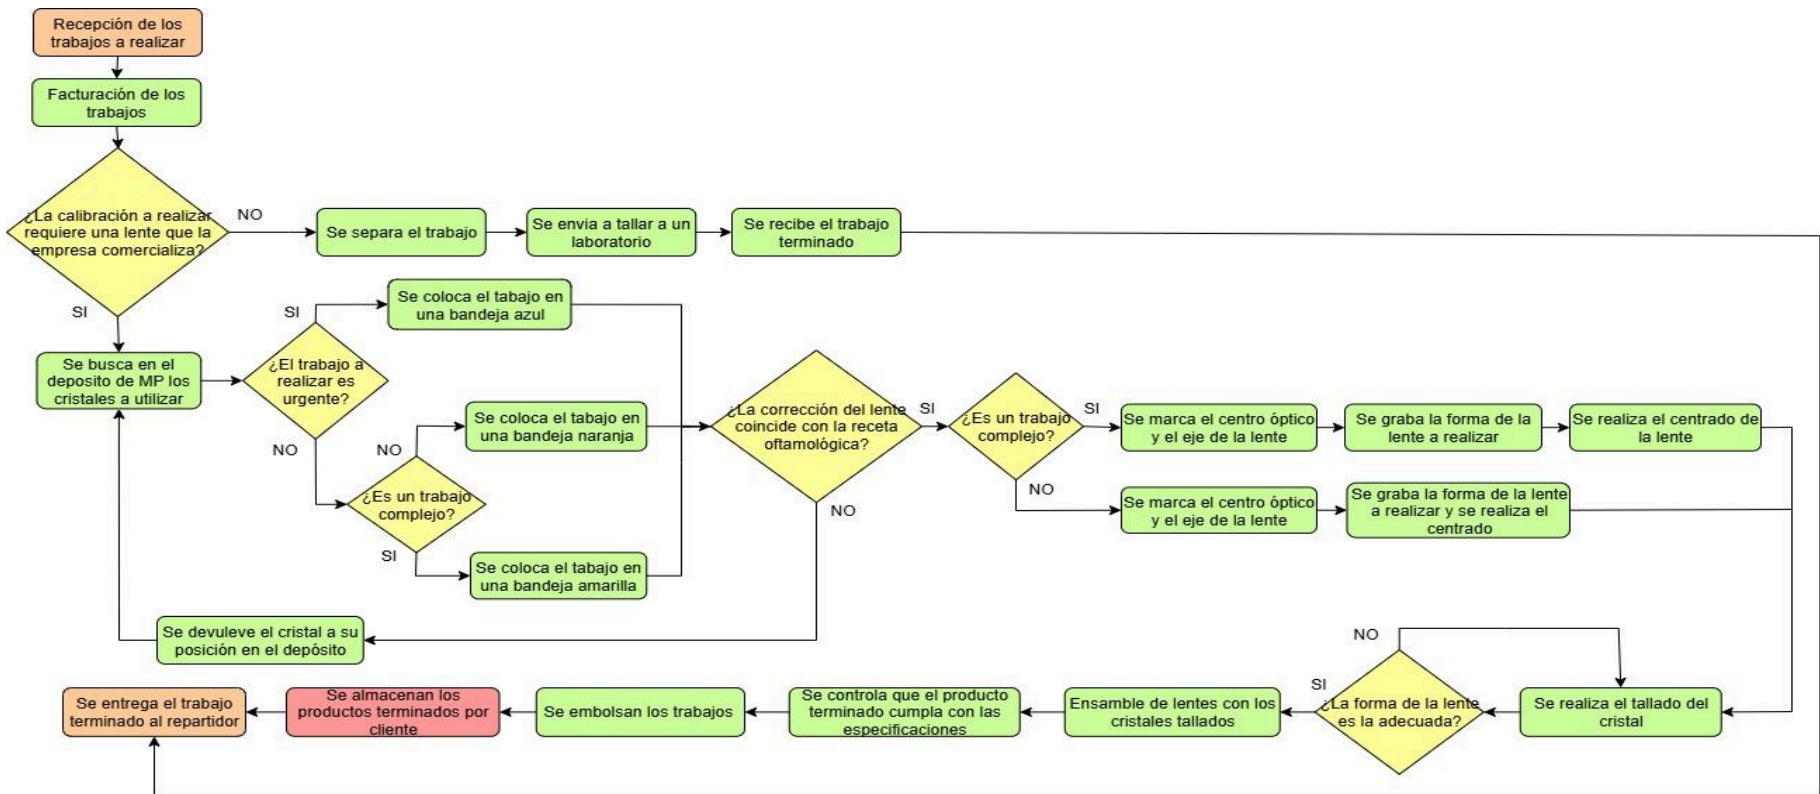 Recepción de los
trabajos a realizar
Facturación de los
trabajos
¿La calibración a realizar
requiere una lente que la
empresa comercializa?
NO
Se separa el trabajo
Se envia a tallar a un
laboratorio
Se recibe el trabajo
terminado
SI
Se busca en el
deposito de MP los
cristales a utilizar
¿El trabajo a
realizar es
urgente?
SI
Se coloca el tabajo en
una bandeja azul
NO
¿Es un trabajo
complejo?
NO
Se coloca el tabajo en
una bandeja naranja
SI
Se coloca el tabajo en
una bandeja amarilla
¿La corrección del lente
coincide con la receta
oftamológica?
NO
Se devuleve el cristal a su
posición en el depósito
SI
¿Es un trabajo
complejo?
SI
Se marca el centro óptico
y el eje de la lente
Se graba la forma de la
lente a realizar
Se realiza el centrado de
la lente
NO
Se marca el centro óptico
y el eje de la lente
Se graba la forma de la lente
a realizar y se realiza el
centrado
Se realiza el tallado del
cristal
¿La forma de la lente
es la adecuada?
NO
SI
Ensamble de lentes con los
cristales tallados
Se controla que el producto
terminado cumpla con las
especificaciones
Se embolsan los trabajos
Se almacenan los
productos terminados por
cliente
Se entrega el trabajo
terminado al repartidor